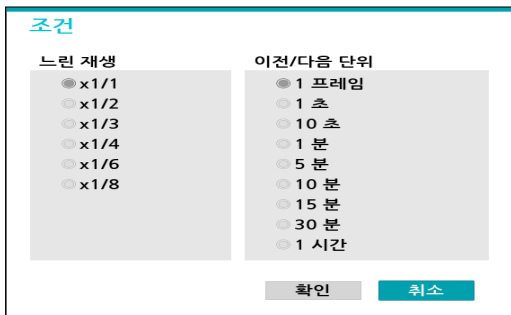 조건
느린 재생
x1/1
x1/2
x1/3
x1/4
x1/6
x1/8
이전/다음 단위
1 프레임
1 초
10 초
1 분
5 분
10 분
15 분
30 분
1 시간
확인
취소